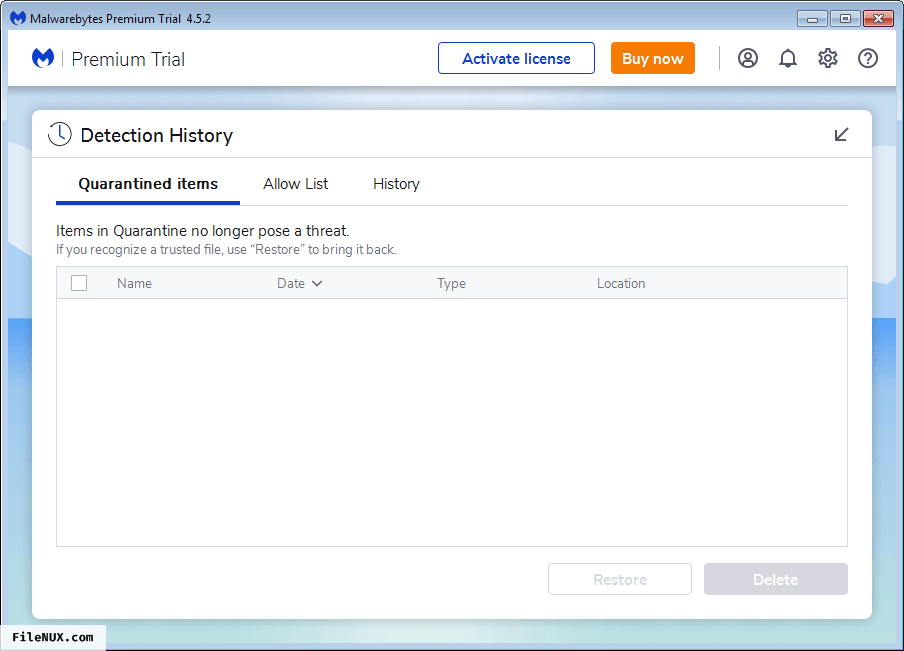 Malwarebytes Premium Trial 4.5.2
Premium Trial
Activate license
Buy now
Detection History
Quarantined items Allow List History
Items in Quarantine no longer pose a threat.
If you recognize a trusted file, use “Restore” to bring it back.
Name Date Type Location
Restore Delete
FileNUX.com